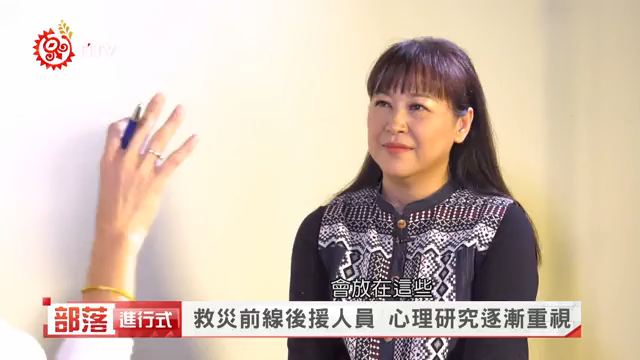 會放在這些
部落進行式
救災前線後援人員 心理研究逐漸重視